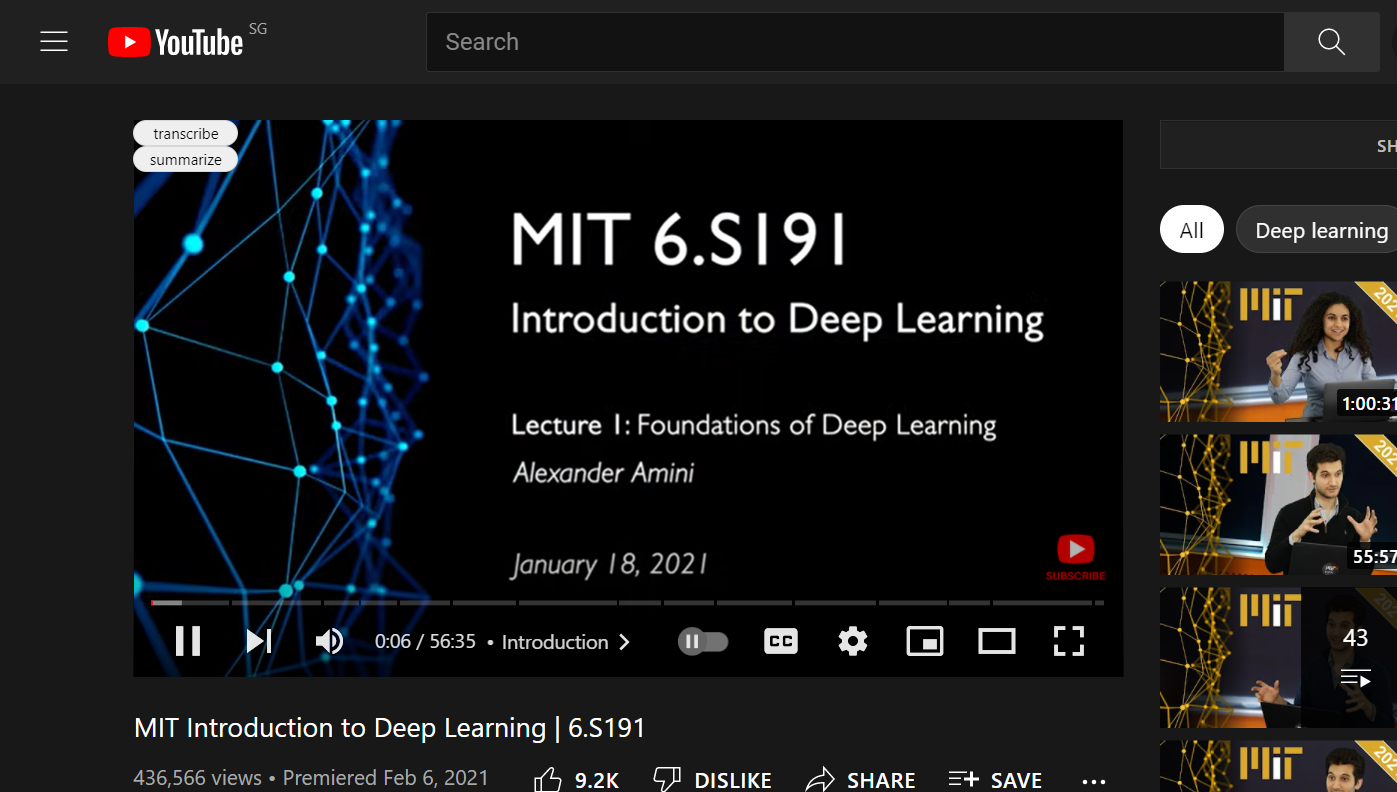 YouTube SG
Search
transcribe
summarize
MIT 6.S191
Introduction to Deep Learning
Lecture 1: Foundations of Deep Learning
Alexander Amini
January 18, 2021
SUBSCRIBE
0:06 / 56:35 • Introduction
CC
MIT Introduction to Deep Learning | 6.S191
436,566 views • Premiered Feb 6, 2021
9.2K
DISLIKE
SHARE
SAVE
SH
All
Deep learning
MIT
202
1:00:31
MIT
202
55:57
MIT
43
MIT
202